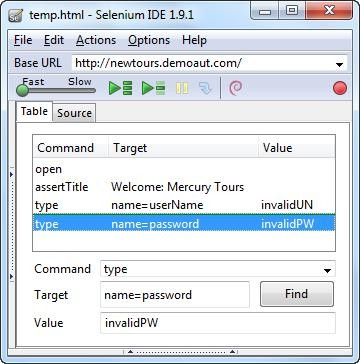 temp.html - Selenium IDE 1.9.1
File Edit Actions Options Help
Base URL http://newtours.demoaut.com/
Fast Slow
Table Source
Command Target Value
open
assertTitle Welcome: Mercury Tours
type name=userName invalidUN
type name=password invalidPW
Command type
Target name=password Find
Value invalidPW